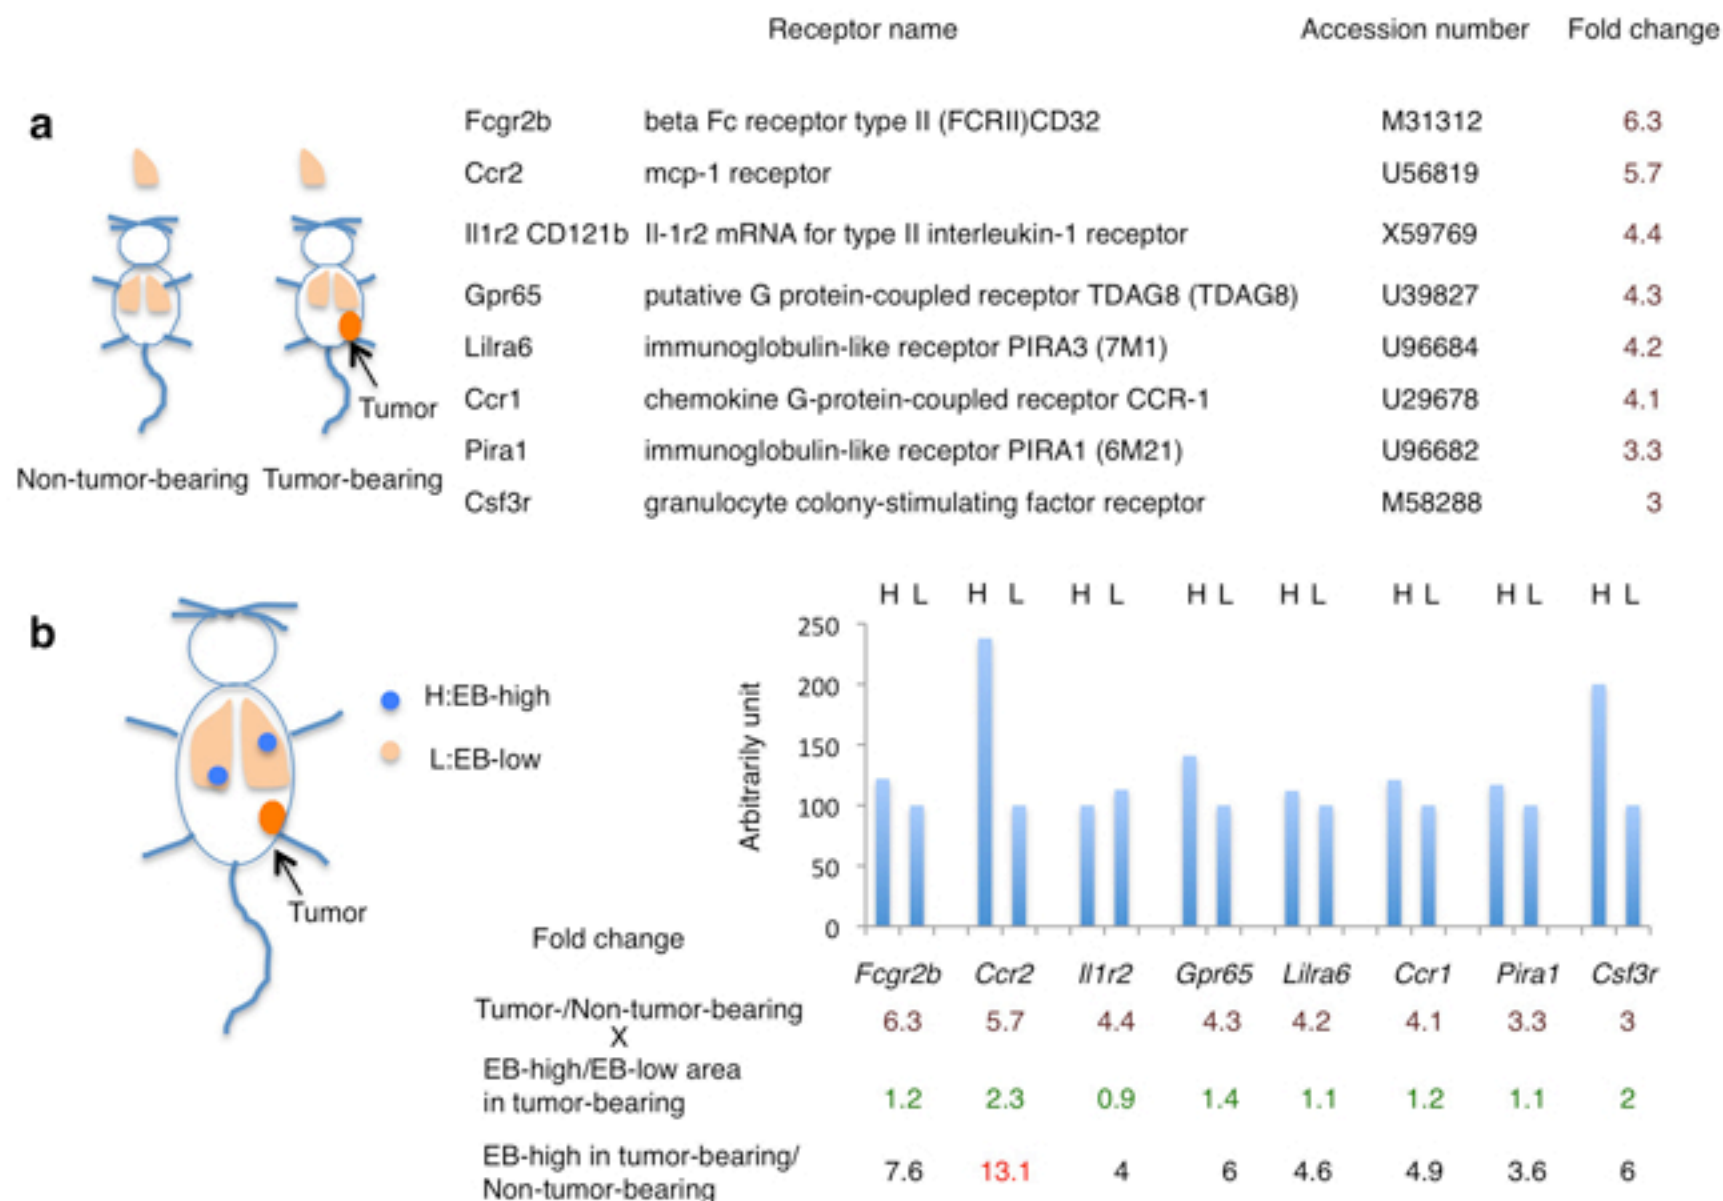 Receptor name Accession number Fold change
a
Fcgr2b beta Fc receptor type II (FCRII)CD32 M31312 6.3
Ccr2 mcp-1 receptor U56819 5.7
Il1r2 CD121b Il-1r2 mRNA for type II interleukin-1 receptor X59769 4.4
Gpr65 putative G protein-coupled receptor TDAG8 (TDAG8) U39827 4.3
Lilra6 immunoglobulin-like receptor PIRA3 (7M1) U96684 4.2
Ccr1 chemokine G-protein-coupled receptor CCR-1 U29678 4.1
Pira1 immunoglobulin-like receptor PIRA1 (6M21) U96682 3.3
Csf3r granulocyte colony-stimulating factor receptor M58288 3
Tumor
Non-tumor-bearing Tumor-bearing
b
H:EB-high
L:EB-low
Tumor
H L H L H L H L H L H L H L H L
Arbitrarily unit
250
200
150
100
50
0
Fcgr2b Ccr2 Il1r2 Gpr65 Lilra6 Ccr1 Pira1 Csf3r
Fold change
Tumor-/Non-tumor-bearing 6.3 5.7 4.4 4.3 4.2 4.1 3.3 3
X
EB-high/EB-low area
in tumor-bearing 1.2 2.3 0.9 1.4 1.1 1.2 1.1 2
EB-high in tumor-bearing/
Non-tumor-bearing 7.6 13.1 4 6 4.6 4.9 3.6 6